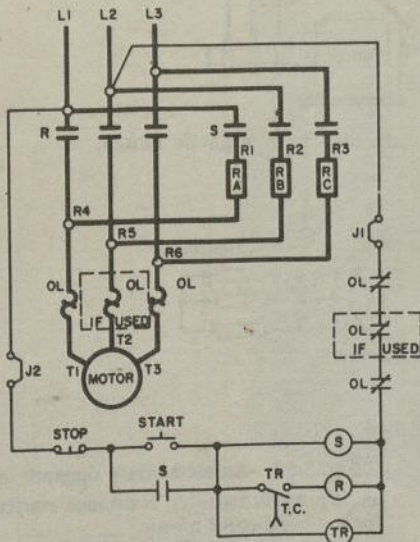 L1 L2 L3
R S R1 R2 R3
RA RB RC
R4
R5
R6
J1
OL OL OL OL
IF USED
T2
OL
IF USED
J2 T1 MOTOR T3
OL
STOP START
S
S
TR
R
T.C.
TR